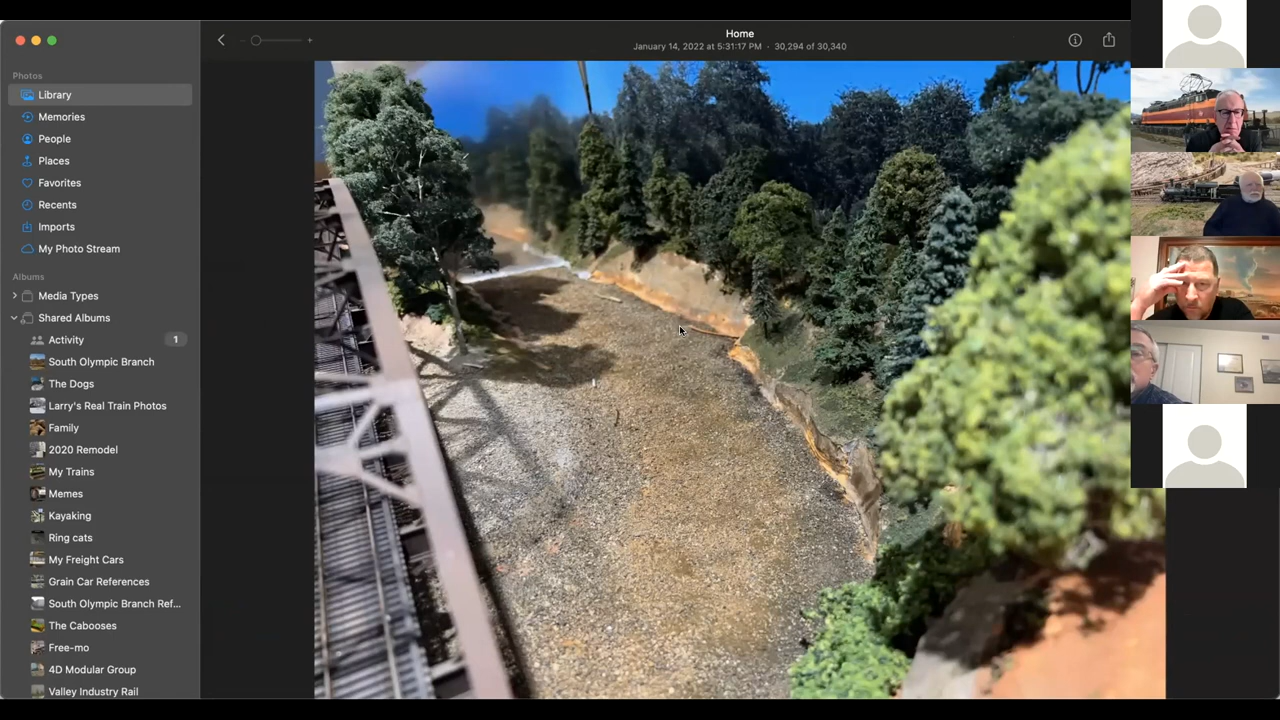 Home
January 14, 2022 at 5:31:17 PM · 30,294 of 30,340
Photos
Library
Memories
People
Places
Favorites
Recents
Imports
My Photo Stream
Albums
Media Types
Shared Albums
Activity 1
South Olympic Branch
The Dogs
Larry's Real Train Photos
Family
2020 Remodel
My Trains
Memes
Kayaking
Ring cats
My Freight Cars
Grain Car References
South Olympic Branch Ref...
The Cabooses
Free-mo
4D Modular Group
Valley Industry Rail